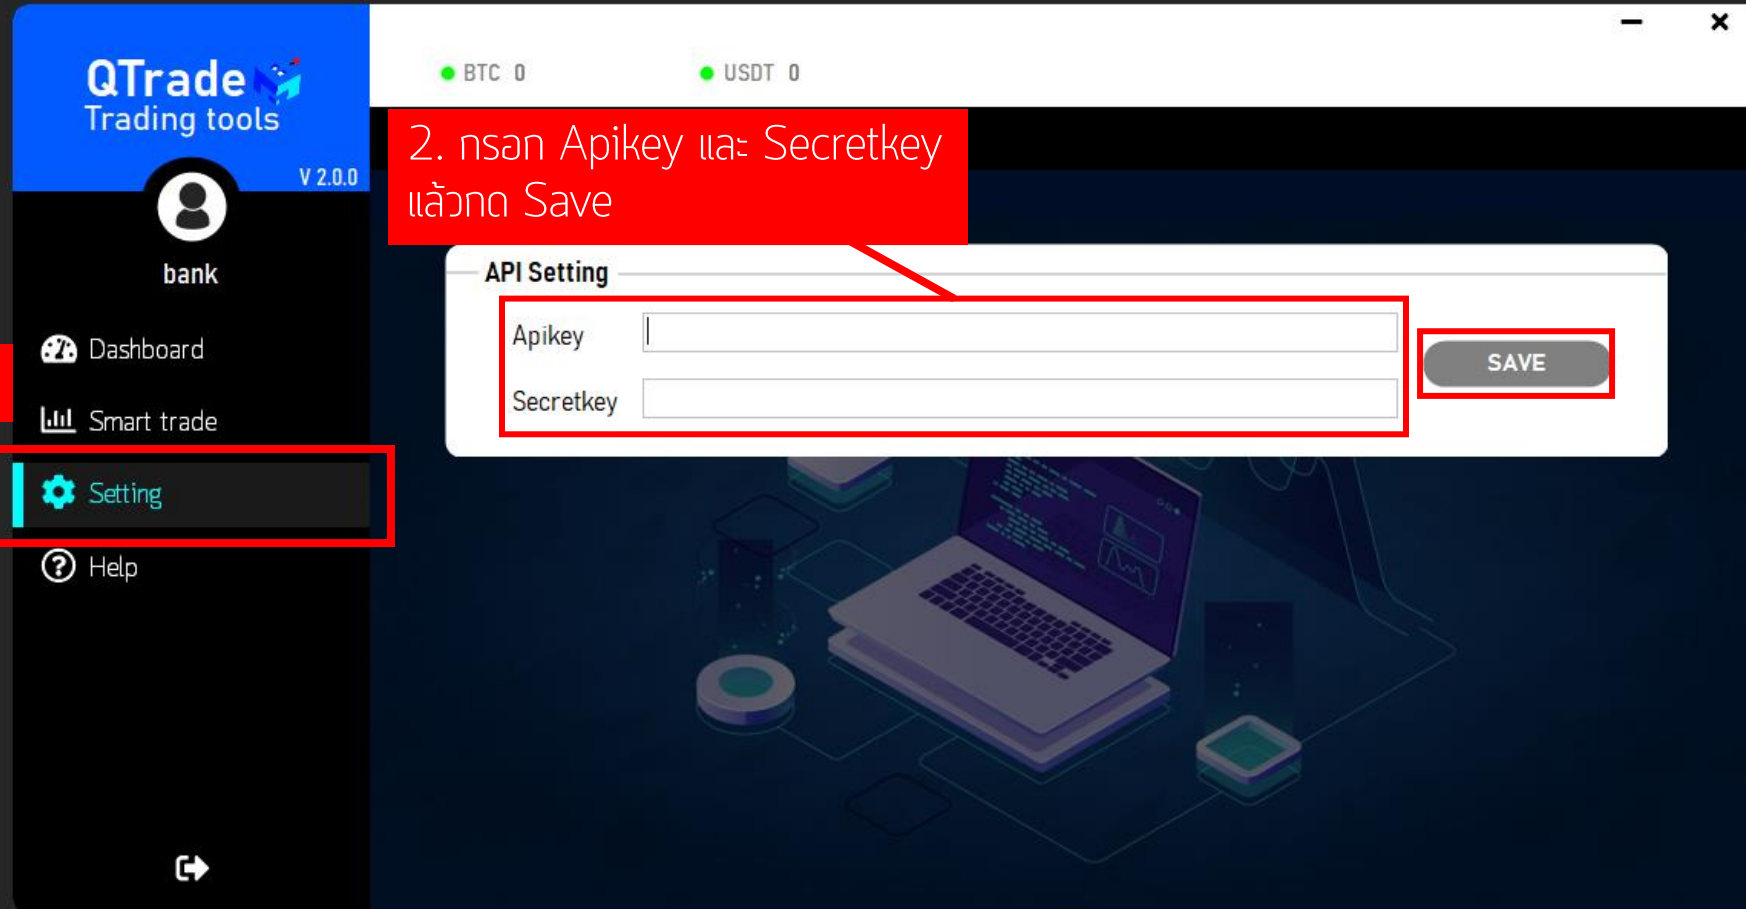 QTrade
Trading tools
V 2.0.0
bank
Dashboard
Smart trade
Setting
Help
BTC 0
USDT 0
2. กรอก Apikey และ Secretkey
แล้วกด Save
API Setting
Apikey
Secretkey
SAVE